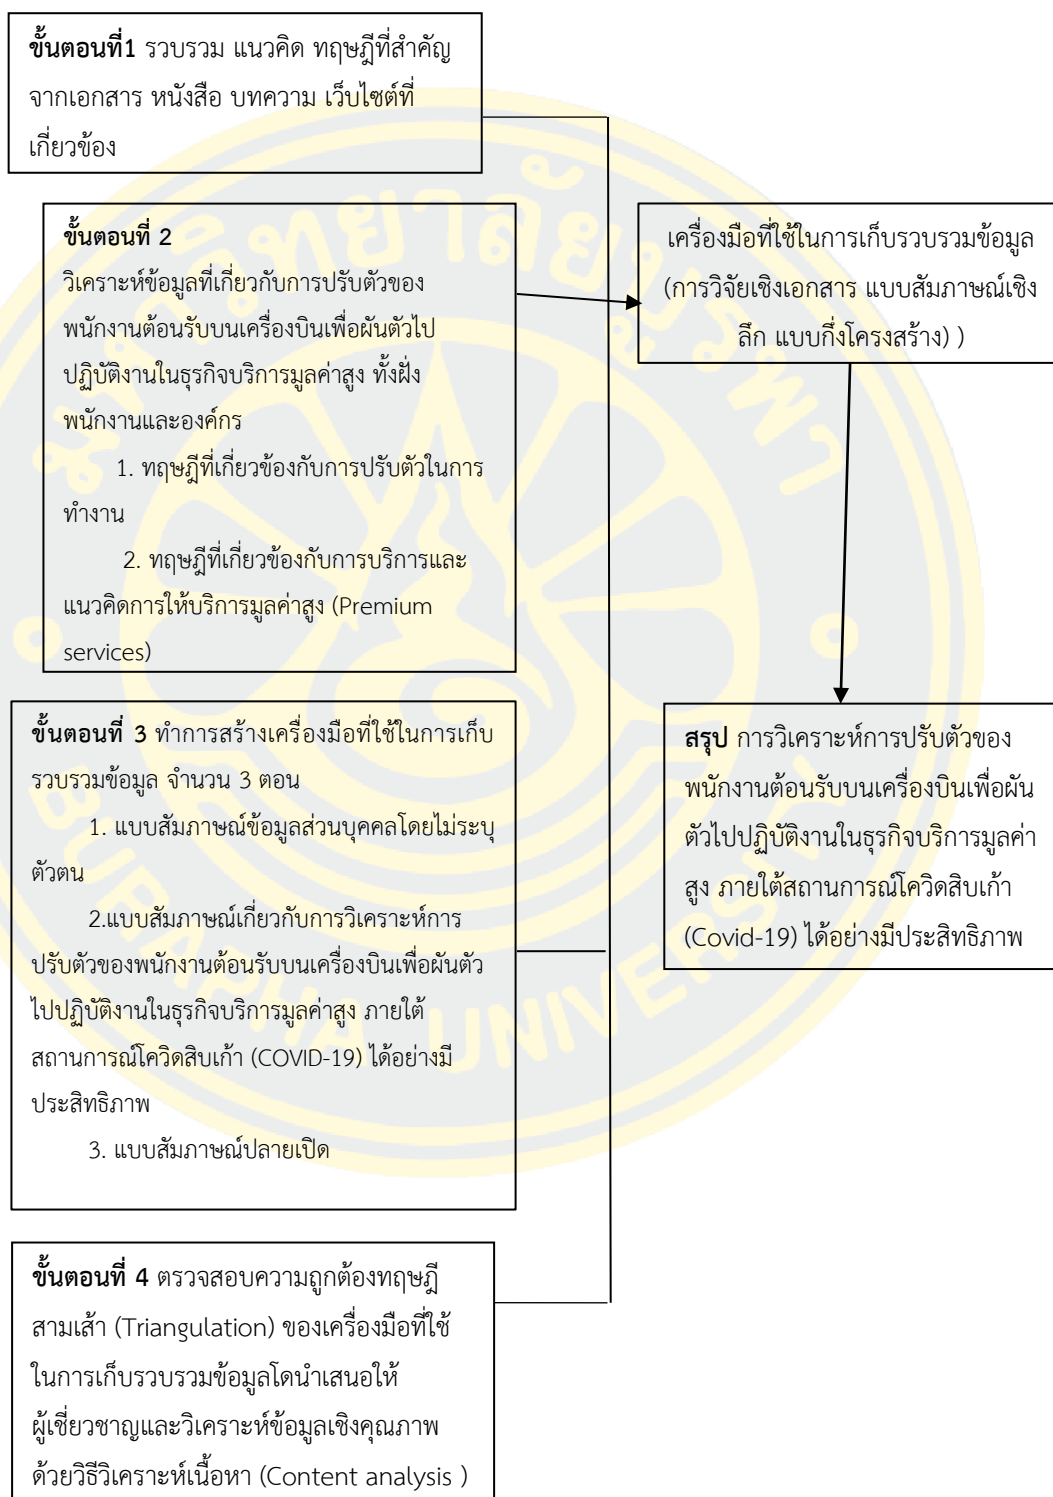 ขั้นตอนที่1 รวบรวม แนวคิด ทฤษฎีที่สำคัญ
จากเอกสาร หนังสือ บทความ เว็บไซต์ที่
เกี่ยวข้อง
ขั้นตอนที่ 2
วิเคราะห์ข้อมูลที่เกี่ยวกับการปรับตัวของ
พนักงานต้อนรับบนเครื่องบินเพื่อผันตัวไป
ปฏิบัติงานในธุรกิจบริการมูลค่าสูง ทั้งฝั่ง
พนักงานและองค์กร
1. ทฤษฎีที่เกี่ยวข้องกับการปรับตัวในการ
ทำงาน
2. ทฤษฎีที่เกี่ยวข้องกับการบริการและ
แนวคิดการให้บริการมูลค่าสูง (Premium
services)
เครื่องมือที่ใช้ในการเก็บรวบรวมข้อมูล
(การวิจัยเชิงเอกสาร แบบสัมภาษณ์เชิง
ลึก แบบกึ่งโครงสร้าง) )
ขั้นตอนที่ 3 ทำการสร้างเครื่องมือที่ใช้ในการเก็บ
รวบรวมข้อมูล จำนวน 3 ตอน
1. แบบสัมภาษณ์ข้อมูลส่วนบุคคลโดยไม่ระบุ
ตัวตน
2.แบบสัมภาษณ์เกี่ยวกับการวิเคราะห์การ
ปรับตัวของพนักงานต้อนรับบนเครื่องบินเพื่อผันตัว
ไปปฏิบัติงานในธุรกิจบริการมูลค่าสูง ภายใต้
สถานการณ์โควิดสิบเก้า (COVID-19) ได้อย่างมี
ประสิทธิภาพ
3. แบบสัมภาษณ์ปลายเปิด
สรุป การวิเคราะห์การปรับตัวของ
พนักงานต้อนรับบนเครื่องบินเพื่อผัน
ตัวไปปฏิบัติงานในธุรกิจบริการมูลค่า
สูง ภายใต้สถานการณ์โควิดสิบเก้า
(Covid-19) ได้อย่างมีประสิทธิภาพ
ขั้นตอนที่ 4 ตรวจสอบความถูกต้องทฤษฎี
สามเส้า (Triangulation) ของเครื่องมือที่ใช้
ในการเก็บรวบรวมข้อมูลโดนำเสนอให้
ผู้เชี่ยวชาญและวิเคราะห์ข้อมูลเชิงคุณภาพ
ด้วยวิธีวิเคราะห์เนื้อหา (Content analysis )
มหาวิทยาลัยบูรพา
BURAPHA UNIVERSITY